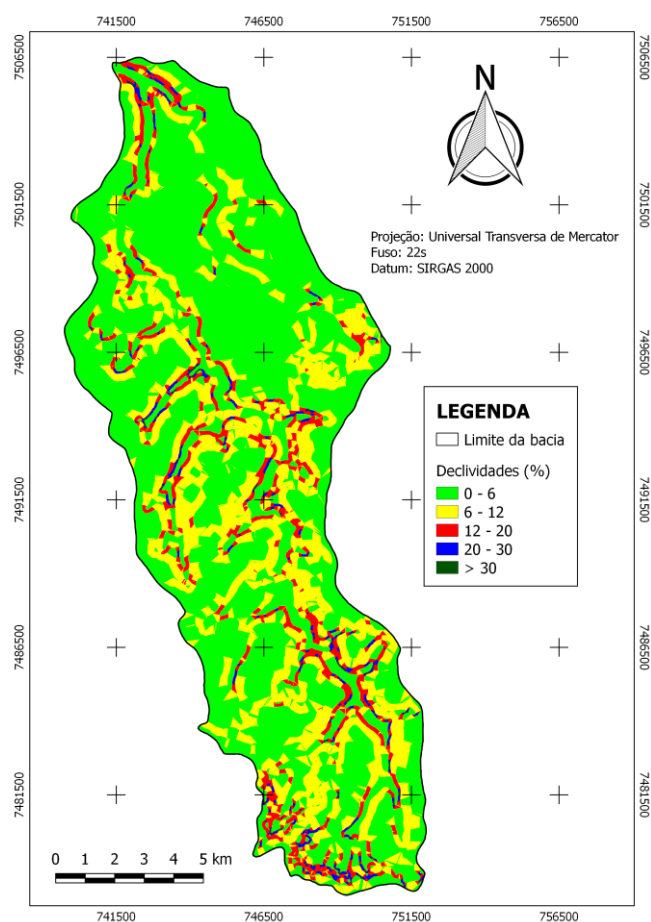 741500 746500 751500 756500
7506500 7506500
N
7501500 7501500
Projeção: Universal Transversa de Mercator
Fuso: 22s
Datum: SIRGAS 2000
7496500 7496500
LEGENDA
Limite da bacia
Declividades (%)
0 - 6
6 - 12
12 - 20
20 - 30
> 30
7491500 7491500
7486500 7486500
7481500 7481500
0 1 2 3 4 5 km
741500 746500 751500 756500